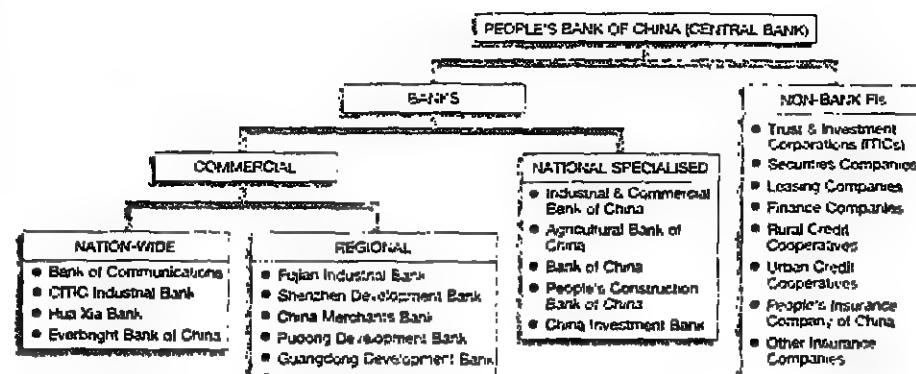 PEOPLE'S BANK OF CHINA (CENTRAL BANK)
BANKS
NON-BANK FIs
COMMERCIAL
NATIONAL SPECIALISED
NATION-WIDE
REGIONAL
• Bank of Communications
• CITIC Industrial Bank
• Hua Xia Bank
• Everbright Bank of China
• Fujian Industrial Bank
• Shenzhen Development Bank
• China Merchants Bank
• Pudong Development Bank
• Guangdong Development Bank
• Industrial & Commercial
Bank of China
• Agricultural Bank of
China
• Bank of China
• People's Construction
Bank of China
• China Investment Bank
• Trust & Investment
Corporations (ITICs)
• Securities Companies
• Leasing Companies
• Finance Companies
• Rural Credit
Cooperatives
• Urban Credit
Cooperatives
• People's Insurance
Company of China
• Other Insurance
Companies